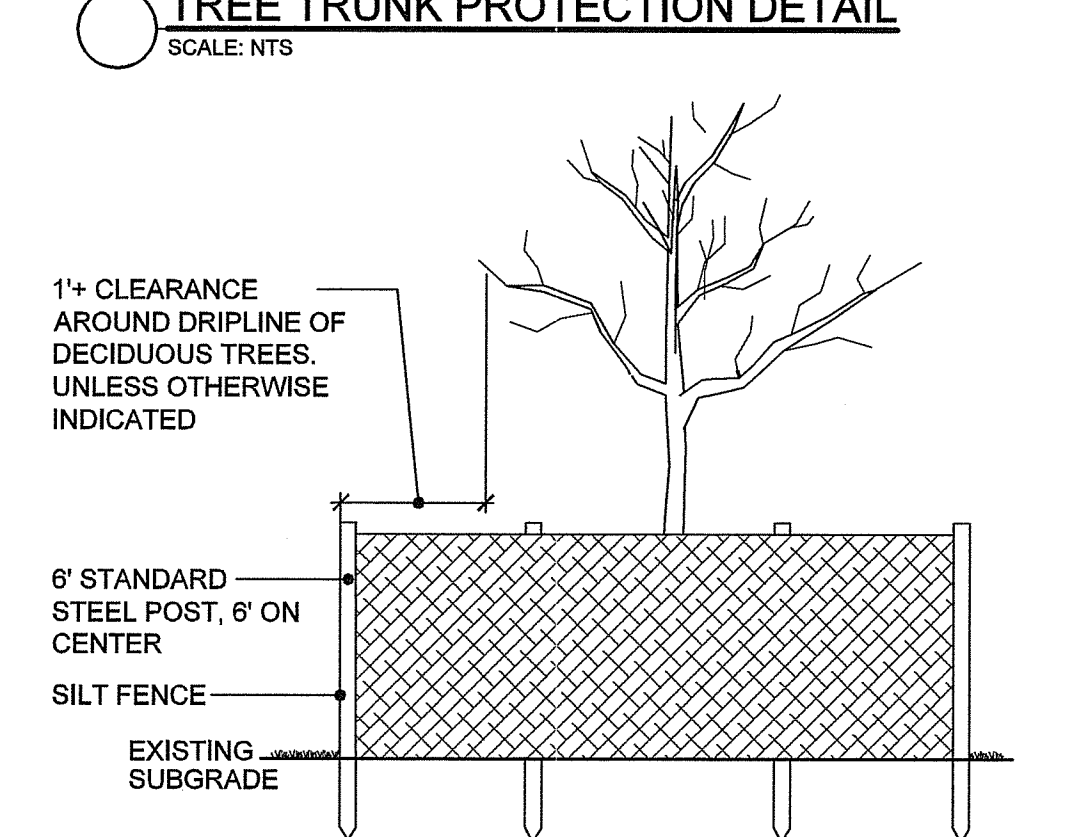 TREE TRUNK PROTECTION DETAIL
SCALE: NTS
1'+ CLEARANCE
AROUND DRIPLINE OF
DECIDUOUS TREES.
UNLESS OTHERWISE
INDICATED
6' STANDARD
STEEL POST, 6' ON
CENTER
SILT FENCE
EXISTING
SUBGRADE